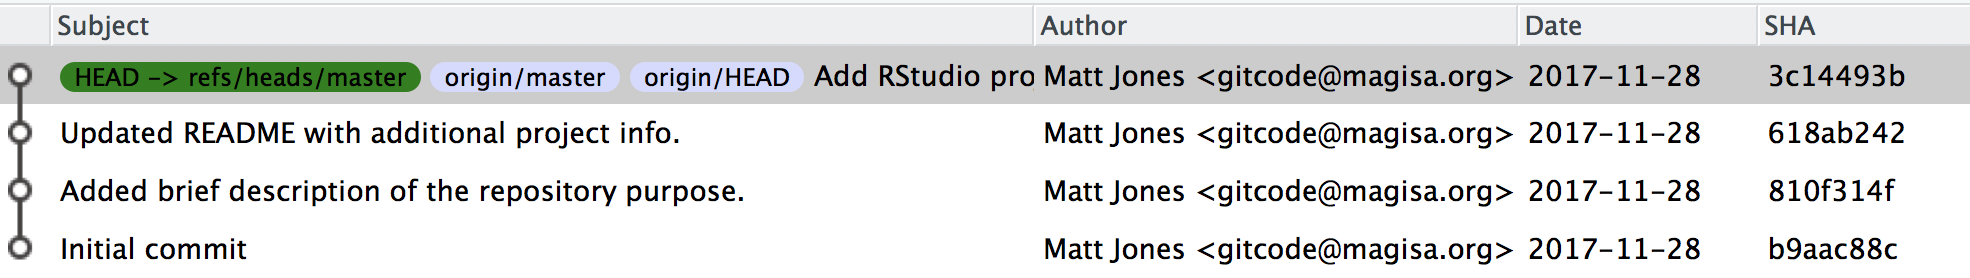 Subject Author Date SHA
HEAD -> refs/heads/master origin/master origin/HEAD Add RStudio pro Matt Jones <gitcode@magisa.org> 2017-11-28 3c14493b
Updated README with additional project info. Matt Jones <gitcode@magisa.org> 2017-11-28 618ab242
Added brief description of the repository purpose. Matt Jones <gitcode@magisa.org> 2017-11-28 810f314f
Initial commit Matt Jones <gitcode@magisa.org> 2017-11-28 b9aac88c